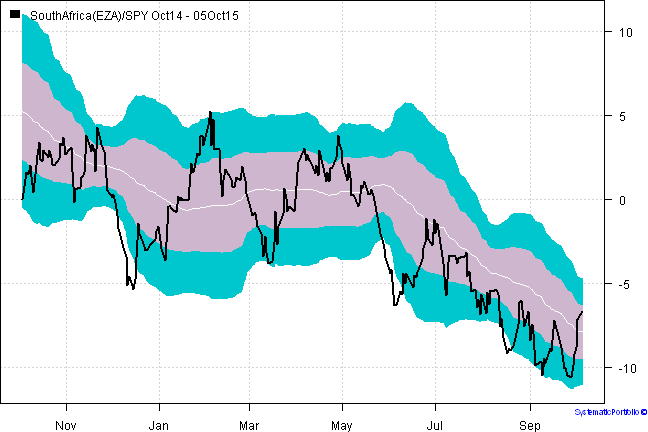 SouthAfrica(EZA)/SPY Oct14 - 05Oct15
10
5
0
-5
-10
Nov Jan Mar May Jul Sep
SystematicPortfolio ©